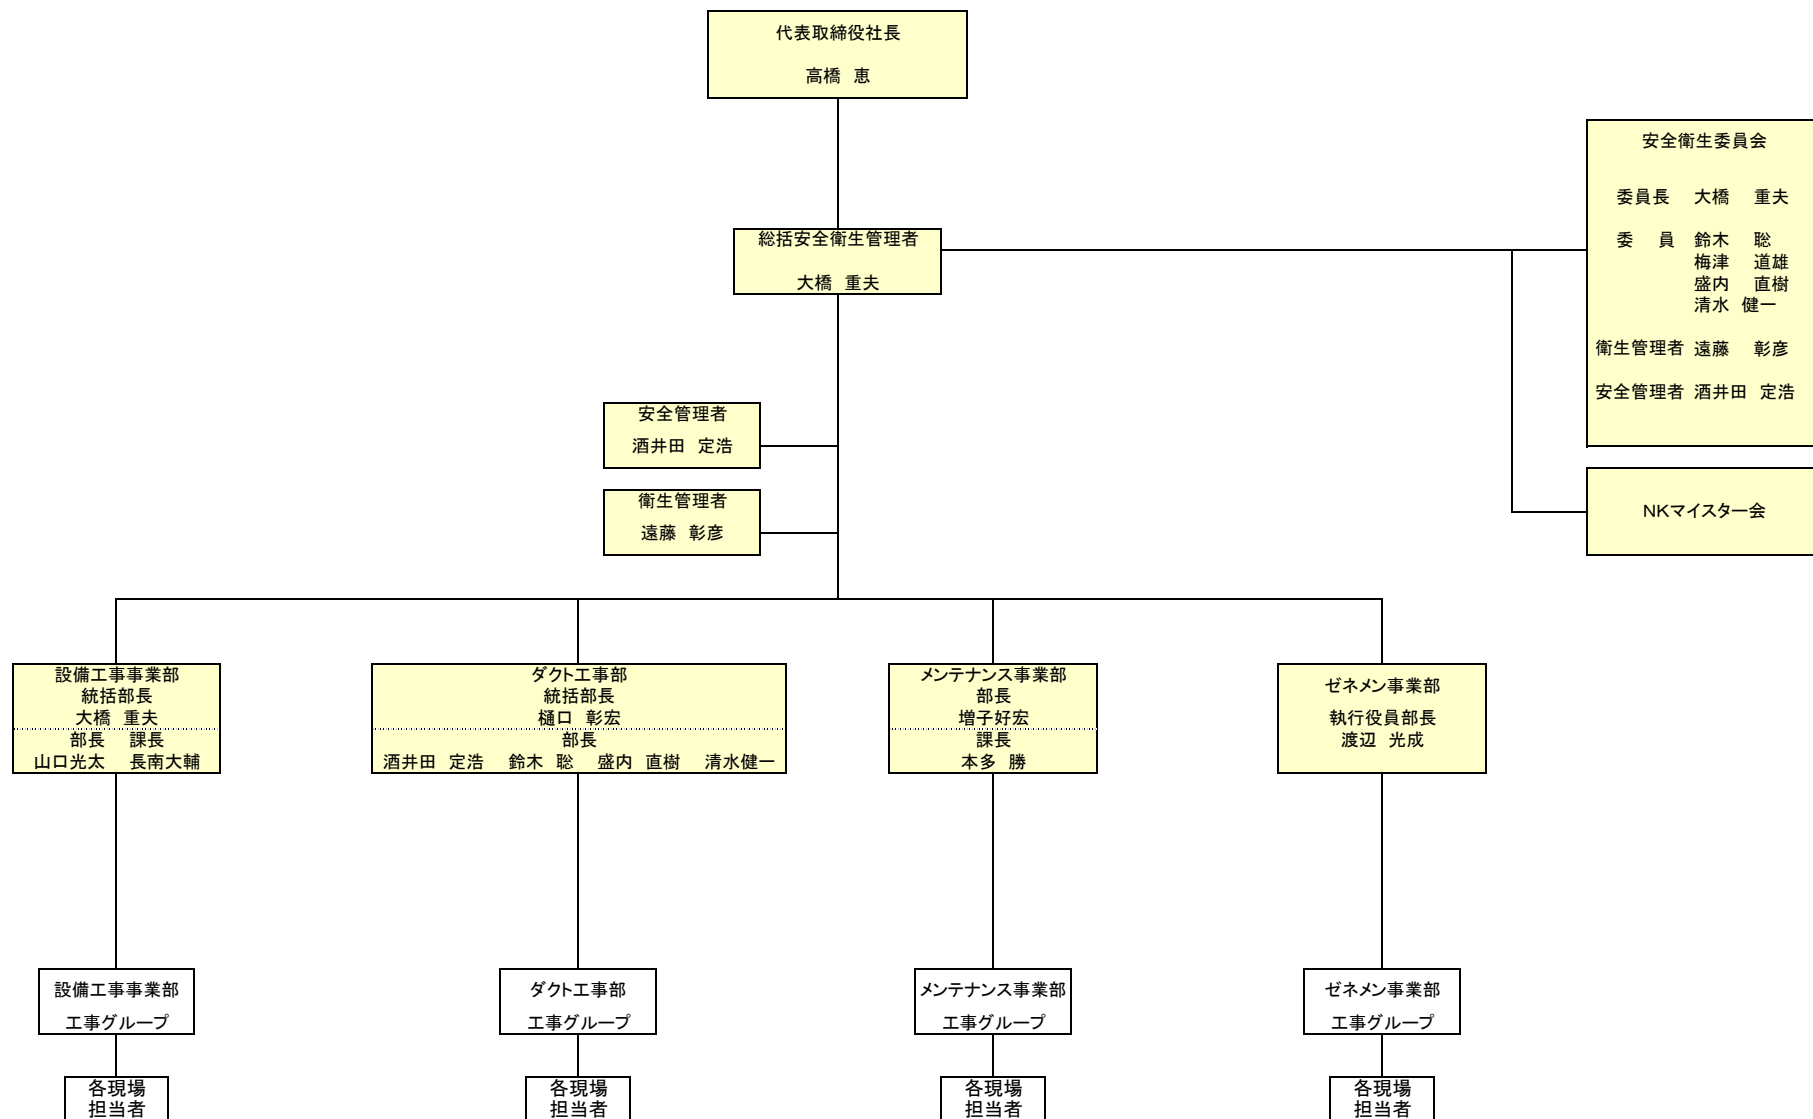 代表取締役社長
高橋 恵
安全衛生委員会
委員長 大橋 重夫
委 員 鈴木 聡
梅津 道雄
盛内 直樹
清水 健一
衛生管理者 遠藤 彰彦
安全管理者 酒井田 定浩
総括安全衛生管理者
大橋 重夫
安全管理者
酒井田 定浩
衛生管理者
遠藤 彰彦
NKマイスター会
設備工事事業部
統括部長
大橋 重夫
部長 課長
山口光太 長南大輔
ダクト工事部
統括部長
樋口 彰宏
部長
酒井田 定浩 鈴木 聡 盛内 直樹 清水健一
メンテナンス事業部
部長
増子好宏
課長
本多 勝
ゼネメン事業部
執行役員部長
渡辺 光成
設備工事事業部
工事グループ
ダクト工事部
工事グループ
メンテナンス事業部
工事グループ
ゼネメン事業部
工事グループ
各現場
担当者
各現場
担当者
各現場
担当者
各現場
担当者